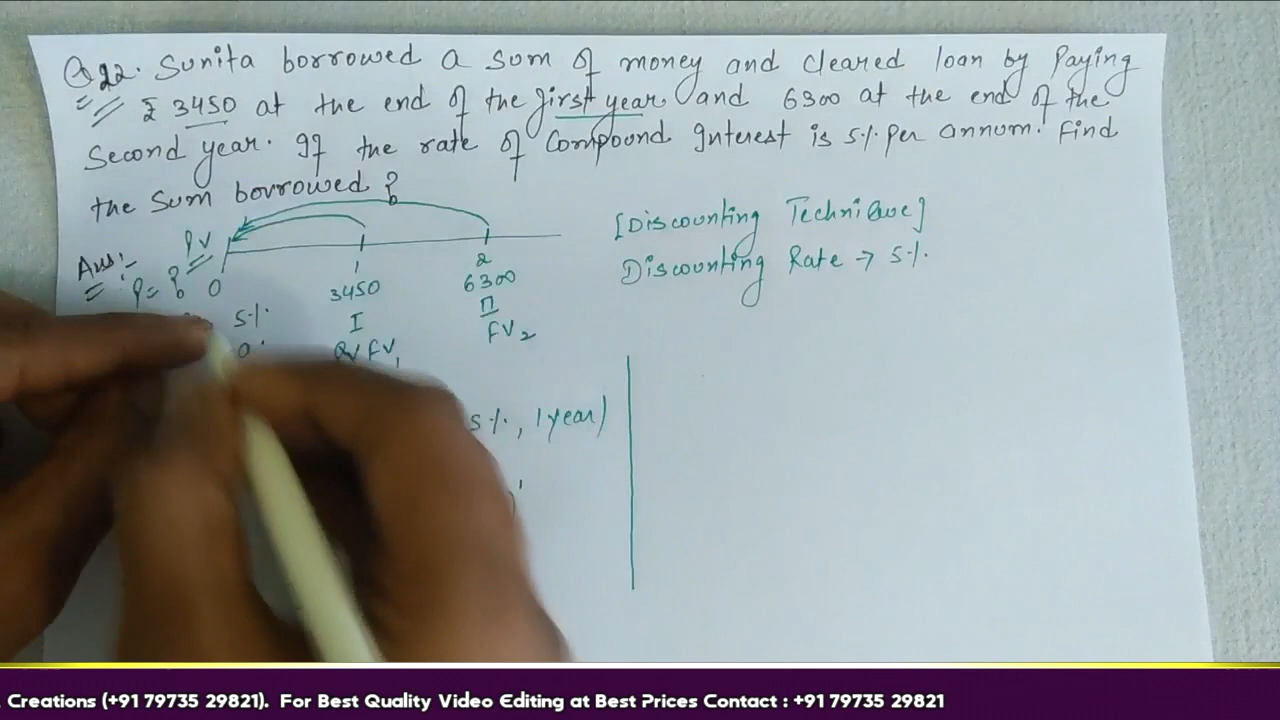 Q22. Sunita borrowed a sum of money and cleared loan by Paying
₹ 3450 at the end of the first year and 6300 at the end of the
Second year. If the rate of Compound Interest is 5% per annum. Find
the Sum borrowed ?
Ans:-
PV
P = ?
0
1
2
3450
6300
5%
I
II
FV1
FV2
5%, 1 year)
[Discounting Technique]
Discounting Rate → 5%
Creations (+91 79735 29821). For Best Quality Video Editing at Best Prices Contact : +91 79735 29821